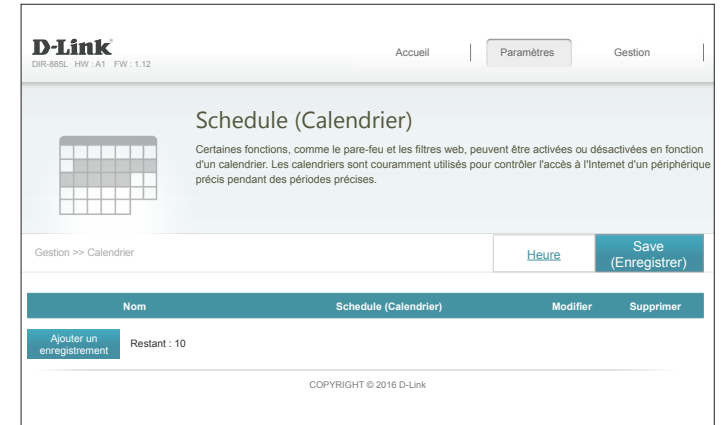 D-Link
DIR-885L HW : A1 FW : 1.12
Accueil
Paramètres
Gestion
Schedule (Calendrier)
Certaines fonctions, comme le pare-feu et les filtres web, peuvent être activées ou désactivées en fonction
d'un calendrier. Les calendriers sont couramment utilisés pour contrôler l'accès à l'Internet d'un périphérique
précis pendant des périodes précises.
Gestion >> Calendrier
Heure
Save
(Enregistrer)
Nom Schedule (Calendrier) Modifier Supprimer
Ajouter un
enregistrement
Restant : 10
COPYRIGHT © 2016 D-Link